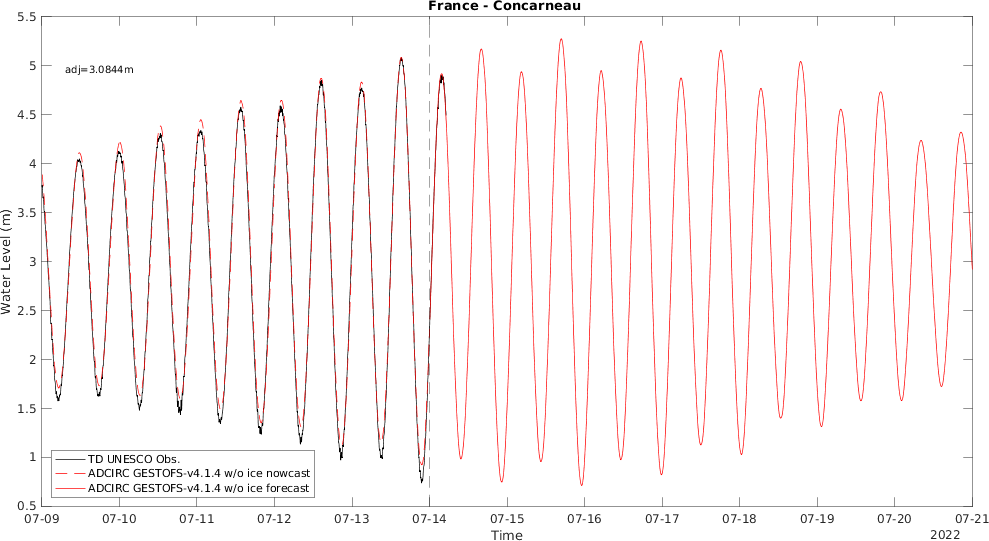 France - Concarneau
adj=3.0844m
5.5
5
4.5
4
3.5
3
2.5
2
1.5
1
0.5
Water Level (m)
TD UNESCO Obs.
ADCIRC GESTOFS-v4.1.4 w/o ice nowcast
ADCIRC GESTOFS-v4.1.4 w/o ice forecast
07-09 07-10 07-11 07-12 07-13 07-14 07-15 07-16 07-17 07-18 07-19 07-20 07-21
Time
2022